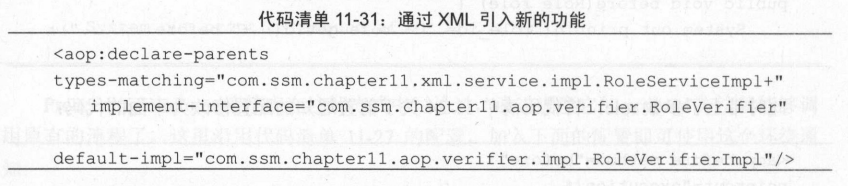 代码清单 11-31：通过 XML 引入新的功能
<aop:declare-parents
types-matching="com.ssm.chapter11.xml.service.impl.RoleServiceImpl+"
implement-interface="com.ssm.chapter11.aop.verifier.RoleVerifier"
default-impl="com.ssm.chapter11.aop.verifier.impl.RoleVerifierImpl"/>